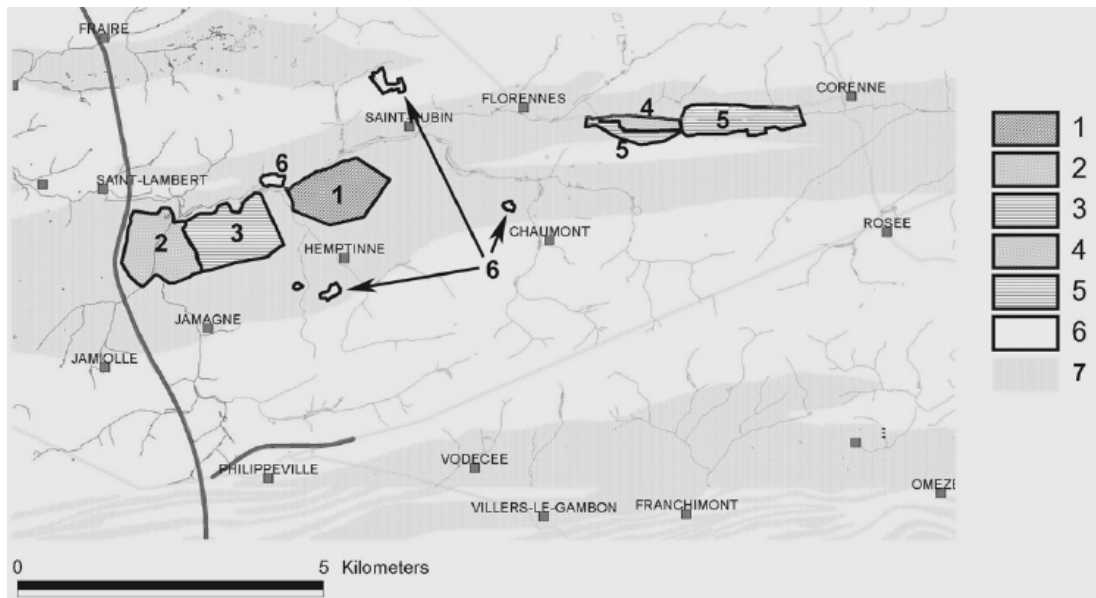 FRAIRE
FLORENNES
CORENNE
SAINT-AUBIN
4
5
5
1
6
SAINT-LAMBERT
1
2
2
3
HEMPTINNE
CHAUMONT
ROSEE
3
6
4
JAMAGNE
5
JAMIOLLE
6
7
PHILIPPEVILLE
VODECEE
VILLERS-LE-GAMBON
FRANCHIMONT
OMEZE
0
5 Kilometers